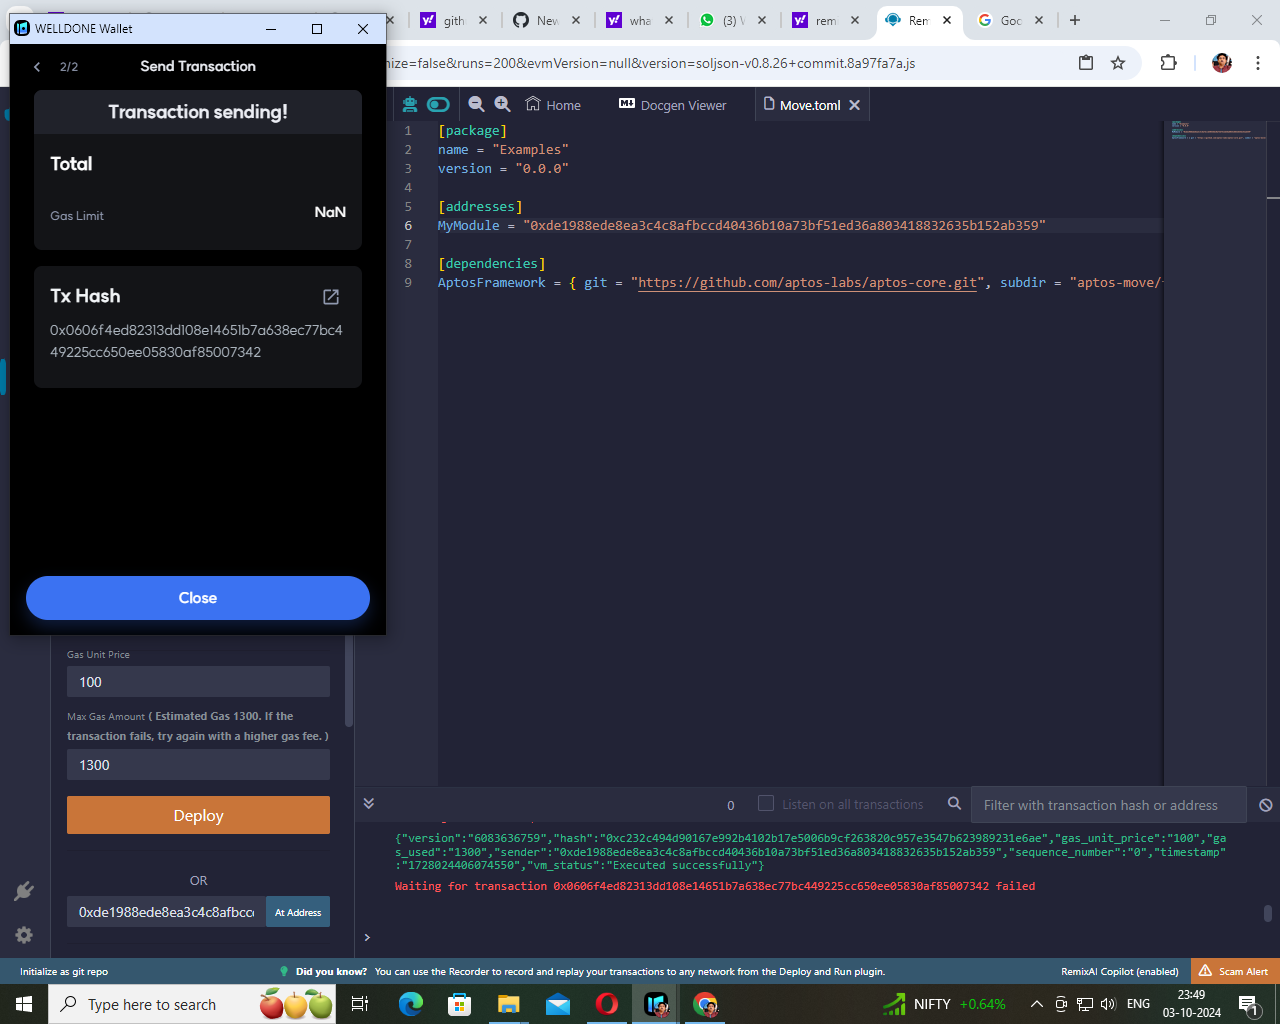 WELLDONE Wallet
2/2
Send Transaction
Transaction sending!
Total
Gas Limit
NaN
Tx Hash
0x0606f4ed82313dd108e14651b7a638ec77bc4
49225cc650ee05830af85007342
Close
gith
New
what
(3) W
rem
Rem
Goo
nize=false&runs=200&evmVersion=null&version=soljson-v0.8.26+commit.8a97fa7a.js
Home
Docgen Viewer
Move.toml
1 [package]
2 name = "Examples"
3 version = "0.0.0"
4
5 [addresses]
6 MyModule = "0xde1988ede8ea3c4c8afbccd40436b10a73bf51ed36a803418832635b152ab359"
7
8 [dependencies]
9 AptosFramework = { git = "https://github.com/aptos-labs/aptos-core.git", subdir = "aptos-move/
Gas Unit Price
100
Max Gas Amount ( Estimated Gas 1300. If the
transaction fails, try again with a higher gas fee. )
1300
Deploy
OR
0xde1988ede8ea3c4c8afbcc
At Address
0
Listen on all transactions
Filter with transaction hash or address
{"version":"6083636759","hash":"0xc232c494d90167e992b4102b17e5006b9cf263820c957e3547b623989231e6ae","gas_unit_price":"100","ga
s_used":"1300","sender":"0xde1988ede8ea3c4c8afbccd40436b10a73bf51ed36a803418832635b152ab359","sequence_number":"0","timestamp"
:"1728024406074550","vm_status":"Executed successfully"}
Waiting for transaction 0x0606f4ed82313dd108e14651b7a638ec77bc449225cc650ee05830af85007342 failed
>
Initialize as git repo
Did you know? You can use the Recorder to record and replay your transactions to any network from the Deploy and Run plugin.
RemixAI Copilot (enabled)
Scam Alert
Type here to search
NIFTY +0.64%
ENG
23:49
03-10-2024
1